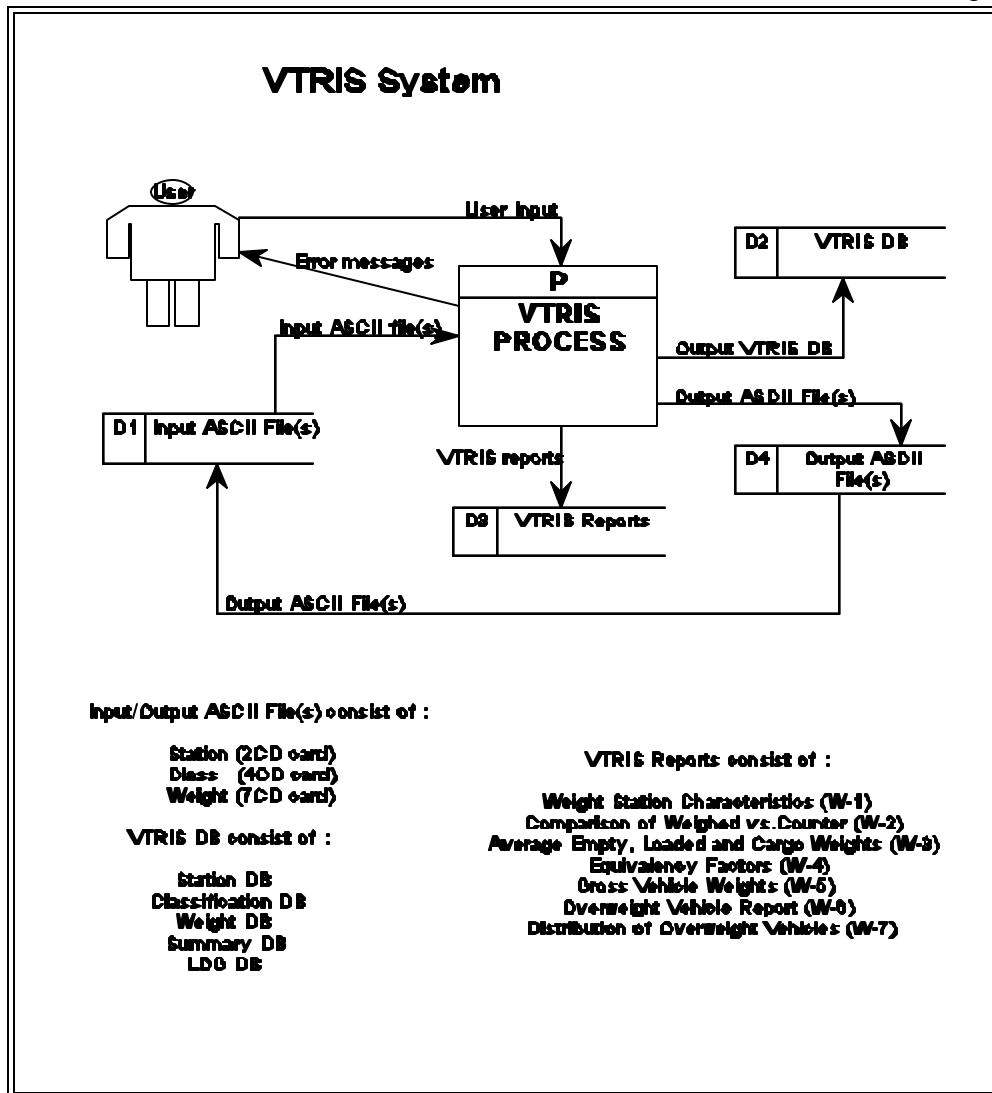 VTRIS System
User
User Input
Error messages
D2 VTRIS DB
P
VTRIS
PROCESS
Input ASCII file(s)
Output VTRIS DB
Output ASCII File(s)
D1 Input ASCII File(s)
VTRIS reports
D4 Output ASCII
File(s)
D3 VTRIS Reports
Output ASCII File(s)
Input/Output ASCII File(s) consist of :
Station (2CD card)
Class (4CD card)
Weight (7CD card)
VTRIS DB consist of :
Station DB
Classification DB
Weight DB
Summary DB
LDG DB
VTRIS Reports consist of :
Weight Station Characteristics (W-1)
Comparison of Weighed vs.Counter (W-2)
Average Empty, Loaded and Cargo Weights (W-3)
Equivalency Factors (W-4)
Gross Vehicle Weights (W-5)
Overweight Vehicle Report (W-6)
Distribution of Overweight Vehicles (W-7)